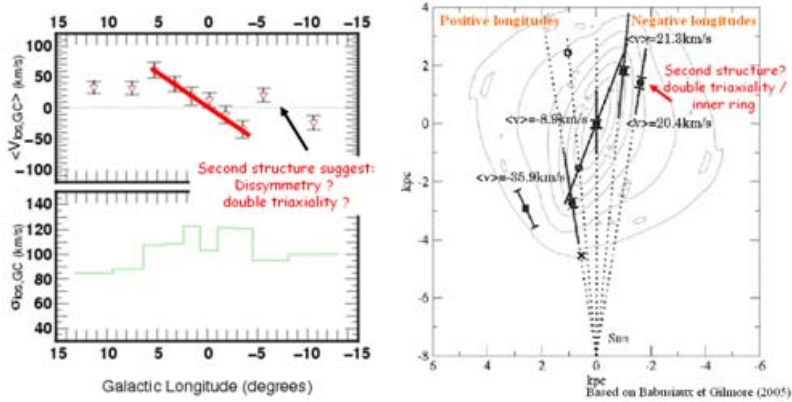 <V_los,GC> (km/s)
100
50
0
-50
-100
15 10 5 0 -5 -10 -15
Second structure suggest:
Dissymmetry ?
double triaxiality ?
σ_los,GC (km/s)
140
120
100
80
60
40
15 10 5 0 -5 -10 -15
Galactic Longitude (degrees)
Positive longitudes
Negative longitudes
<v>=21.3km/s
Second structure?
double triaxiality /
inner ring
<v>=-8.9km/s
<v>=20.4km/s
<v>=-35.9km/s
Sun
kpc
4
2
0
-2
-4
-6
-8
5 4 2 0 -2 -4 -6
kpc
Based on Babusiaux et Gilmore (2005)